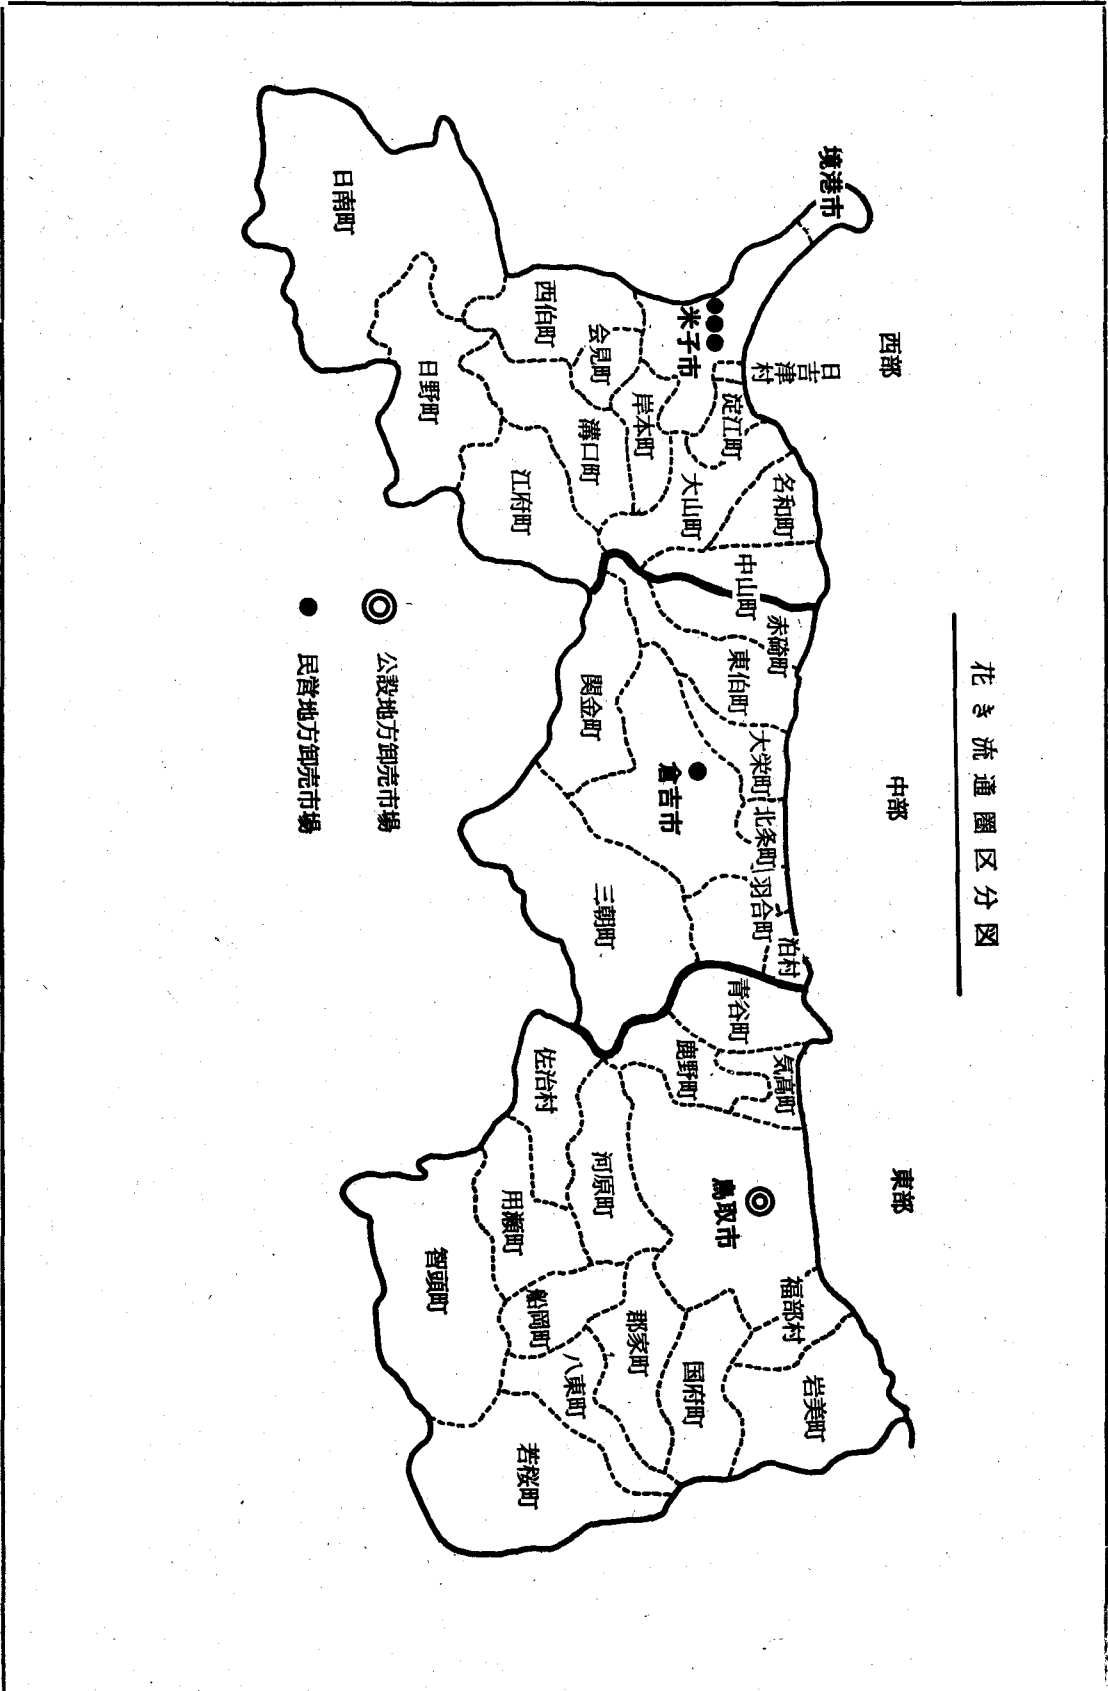 花き流通圏区分図
西部
中部
東部
境港市
米子市
日吉津村
淀江町
名和町
大山町
中山町
岸本町
会見町
西伯町
溝口町
江府町
日野町
日南町
赤碕町
東伯町
大栄町
北条町
羽合町
泊村
倉吉市
関金町
三朝町
青谷町
気高町
鹿野町
鳥取市
福部村
岩美町
国府町
郡家町
河原町
船岡町
八東町
若桜町
用瀬町
佐治村
智頭町
公設地方卸売市場
民営地方卸売市場